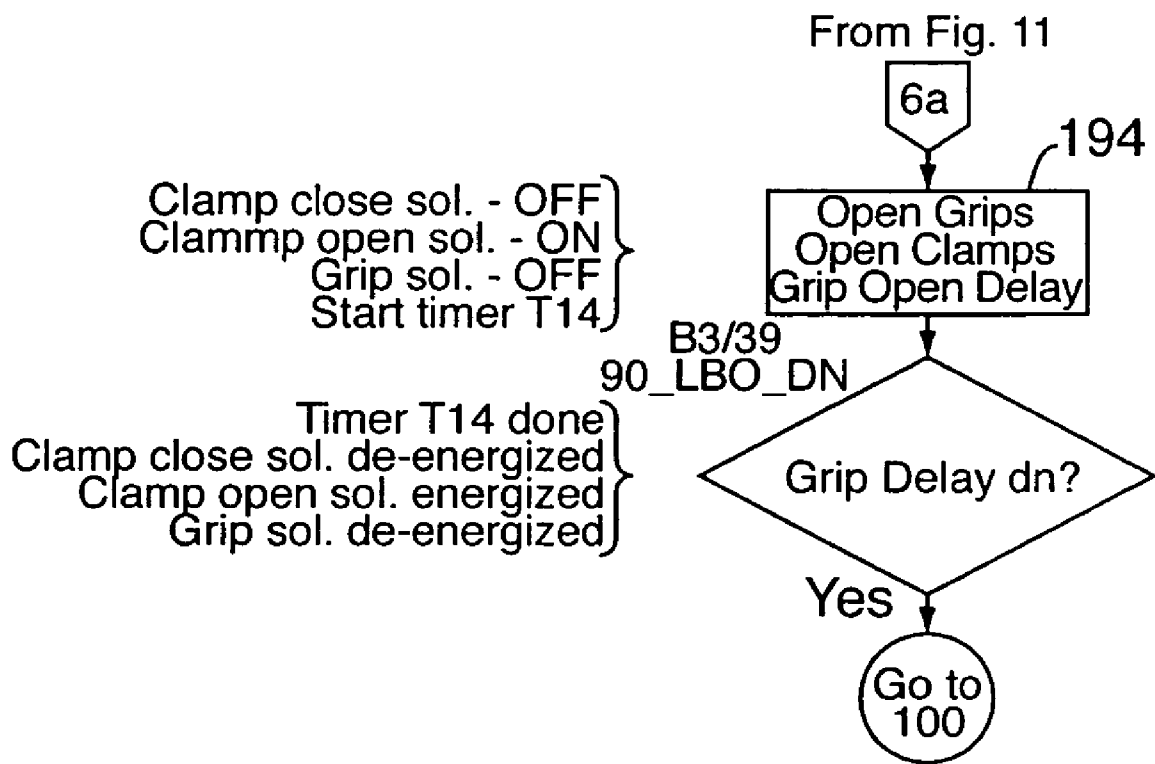 From Fig. 11
6a
194
Clamp close sol. - OFF
Clammp open sol. - ON
Grip sol. - OFF
Start timer T14
Open Grips
Open Clamps
Grip Open Delay
B3/39
90_LBO_DN
Timer T14 done
Clamp close sol. de-energized
Clamp open sol. energized
Grip sol. de-energized
Grip Delay dn?
Yes
Go to
100